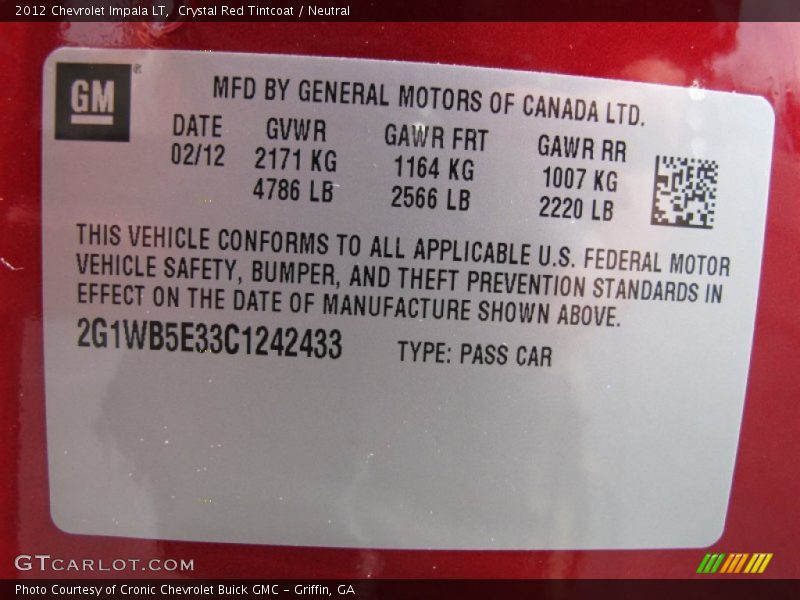 2012 Chevrolet Impala LT,  Crystal Red Tintcoat / Neutral
GM
MFD BY GENERAL MOTORS OF CANADA LTD.
DATE GVWR GAWR FRT GAWR RR
02/12 2171 KG 1164 KG 1007 KG
4786 LB 2566 LB 2220 LB
THIS VEHICLE CONFORMS TO ALL APPLICABLE U.S. FEDERAL MOTOR
VEHICLE SAFETY, BUMPER, AND THEFT PREVENTION STANDARDS IN
EFFECT ON THE DATE OF MANUFACTURE SHOWN ABOVE.
2G1WB5E33C1242433 TYPE: PASS CAR
GTCARLOT.COM
Photo Courtesy of Cronic Chevrolet Buick GMC – Griffin, GA